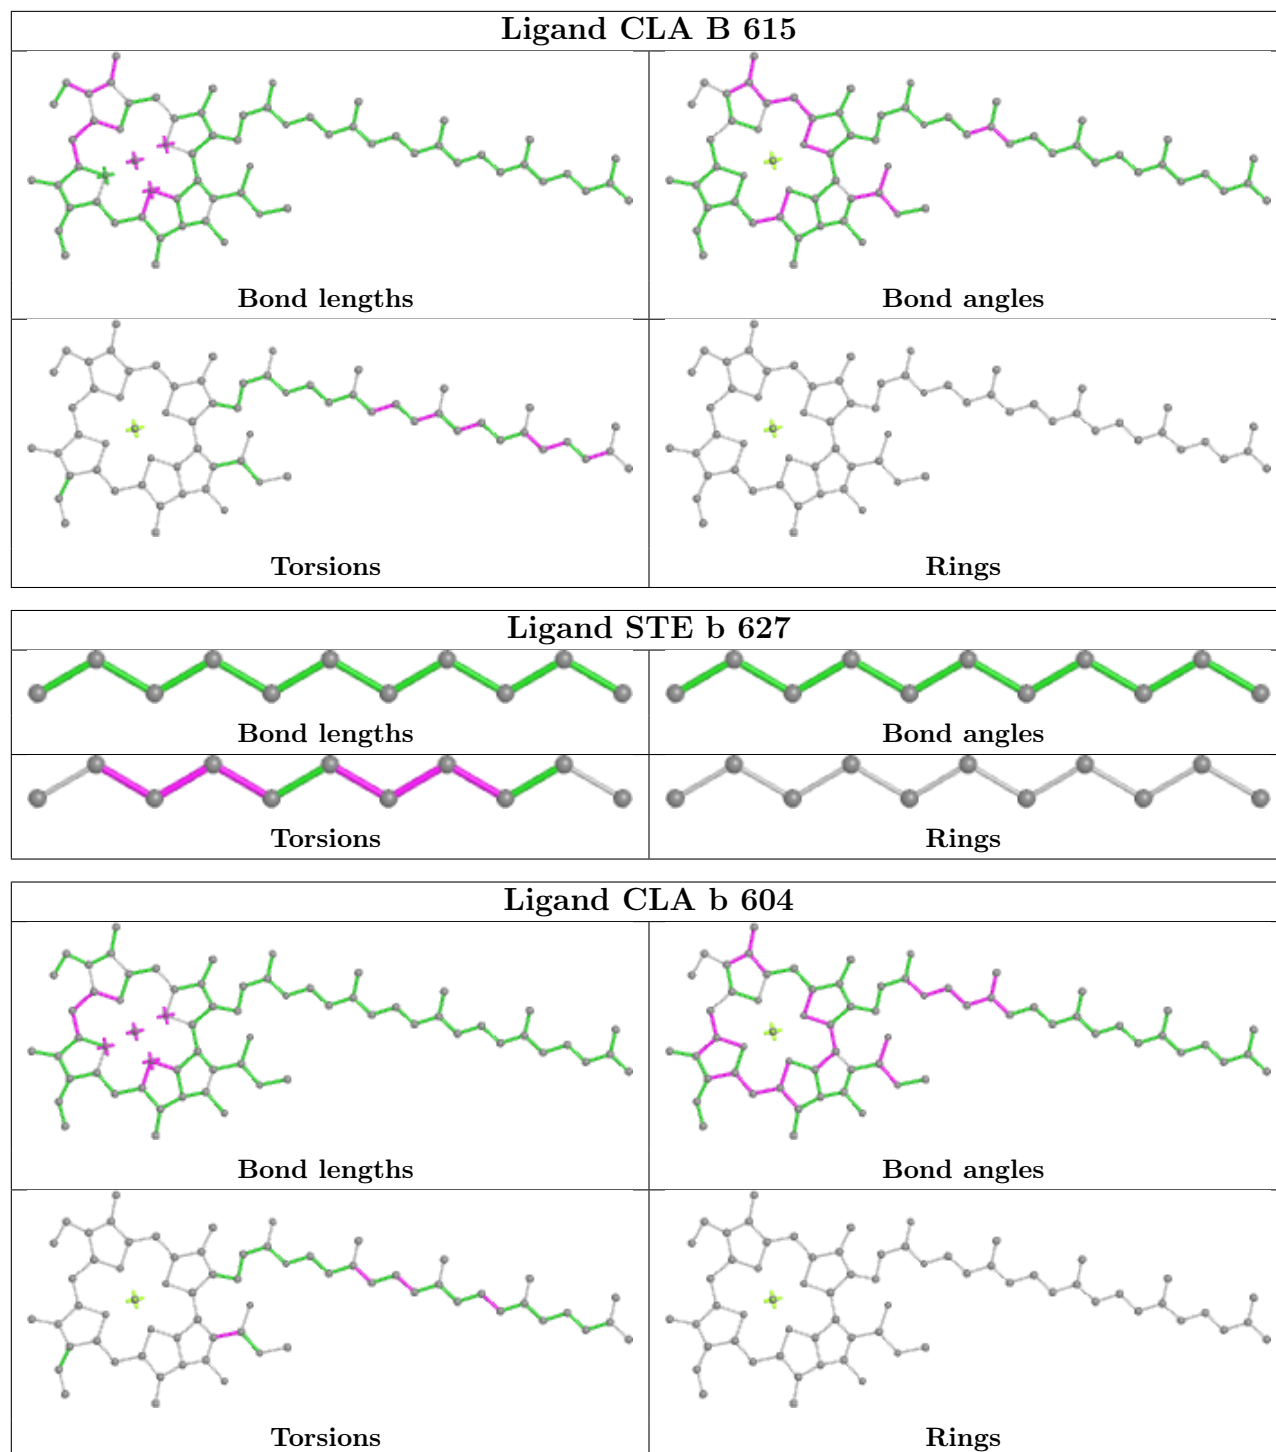 Ligand CLA B 615
Bond lengths
Bond angles
Torsions
Rings
Ligand STE b 627
Bond lengths
Bond angles
Torsions
Rings
Ligand CLA b 604
Bond lengths
Bond angles
Torsions
Rings